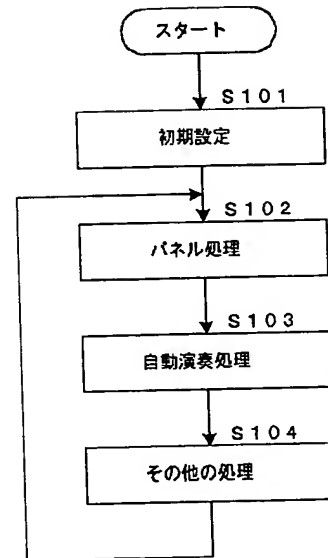 スタート
S101
初期設定
S102
パネル処理
S103
自動演奏処理
S104
その他の処理